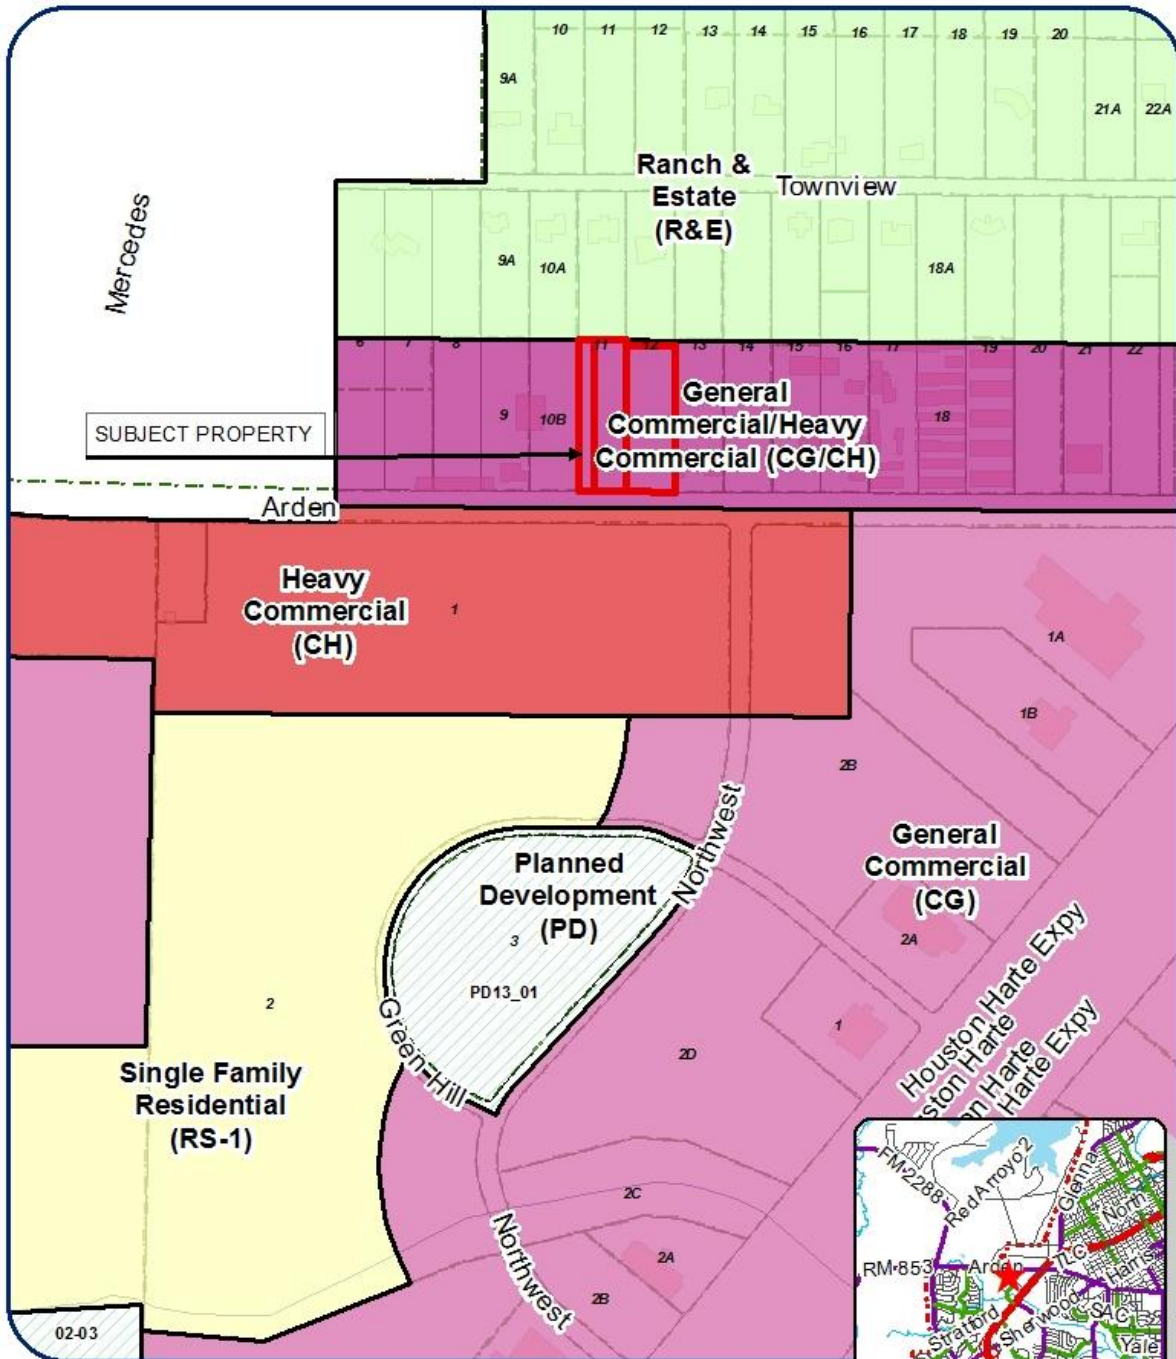 10 11 12 13 14 15 16 17 18 19 20
9A
21A 22A
Ranch &
Estate
(R&E)
Townview
Mercedes
9A 10A 18A
6 7 8 11 12 13 14 15 16 17 19 20 21 22
General
Commercial/Heavy
Commercial (CG/CH)
9 10B 18
SUBJECT PROPERTY
Arden
Heavy
Commercial
(CH)
1
1A
1B
2B
Northwest
General
Commercial
(CG)
2A
Planned
Development
(PD)
3
PD13_01
Green Hill
2
Single Family
Residential
(RS-1)
2D
1
Houston Harte Expy
Houston Harte
Harte Expy
2C
2A
2B
Northwest
02-03
FM 2288
Red Arroyo 2
Glenna
North
RM 853
Arden
Harris
Stratford
Sherwood
Yale